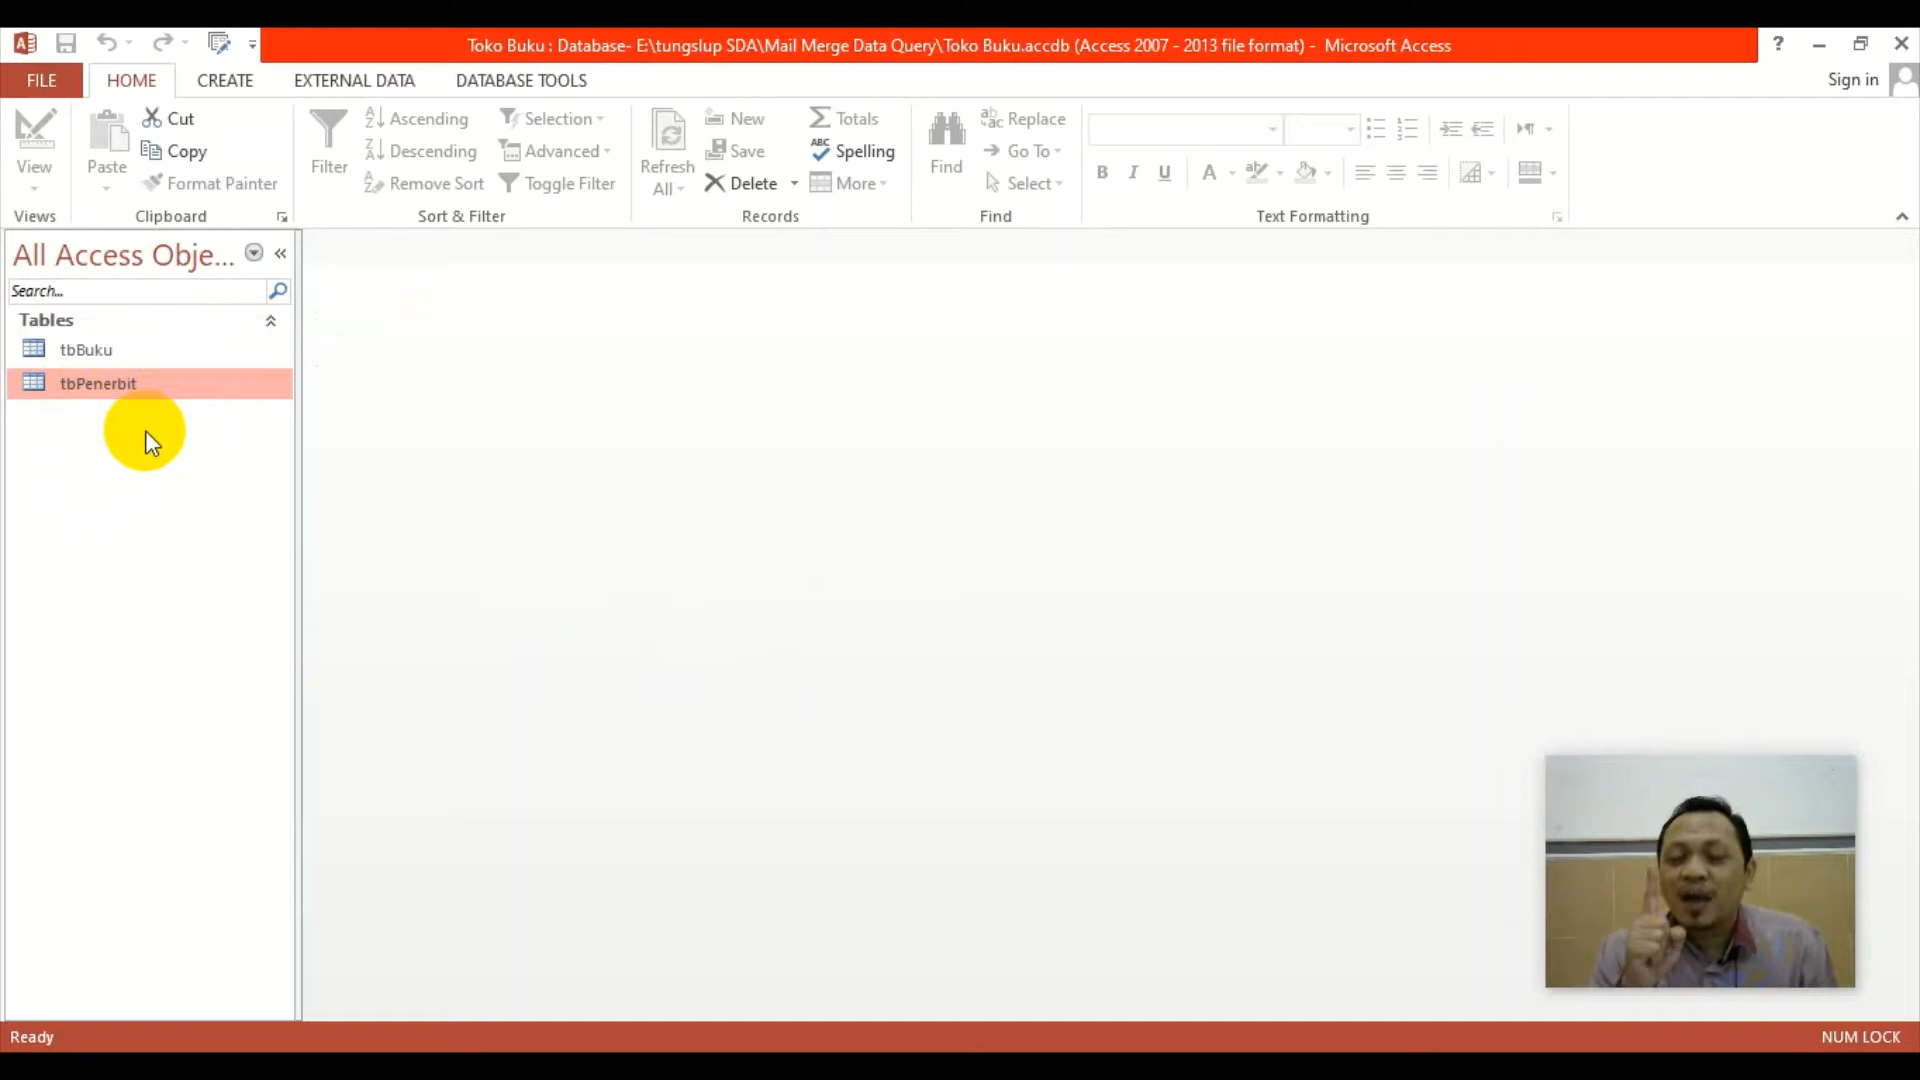 Toko Buku : Database- E:\tungslup SDA\Mail Merge Data Query\Toko Buku.accdb (Access 2007 - 2013 file format) - Microsoft Access
?
FILE HOME CREATE EXTERNAL DATA DATABASE TOOLS Sign in
View
Views
Paste
Cut
Copy
Format Painter
Clipboard
Filter
Ascending
Descending
Remove Sort
Selection
Advanced
Toggle Filter
Sort & Filter
Refresh
All
New
Save
Delete
Totals
Spelling
More
Records
Find
Replace
Go To
Select
Find
B I U A
Text Formatting
All Access Obje...
Search...
Tables
tbBuku
tbPenerbit
Ready NUM LOCK